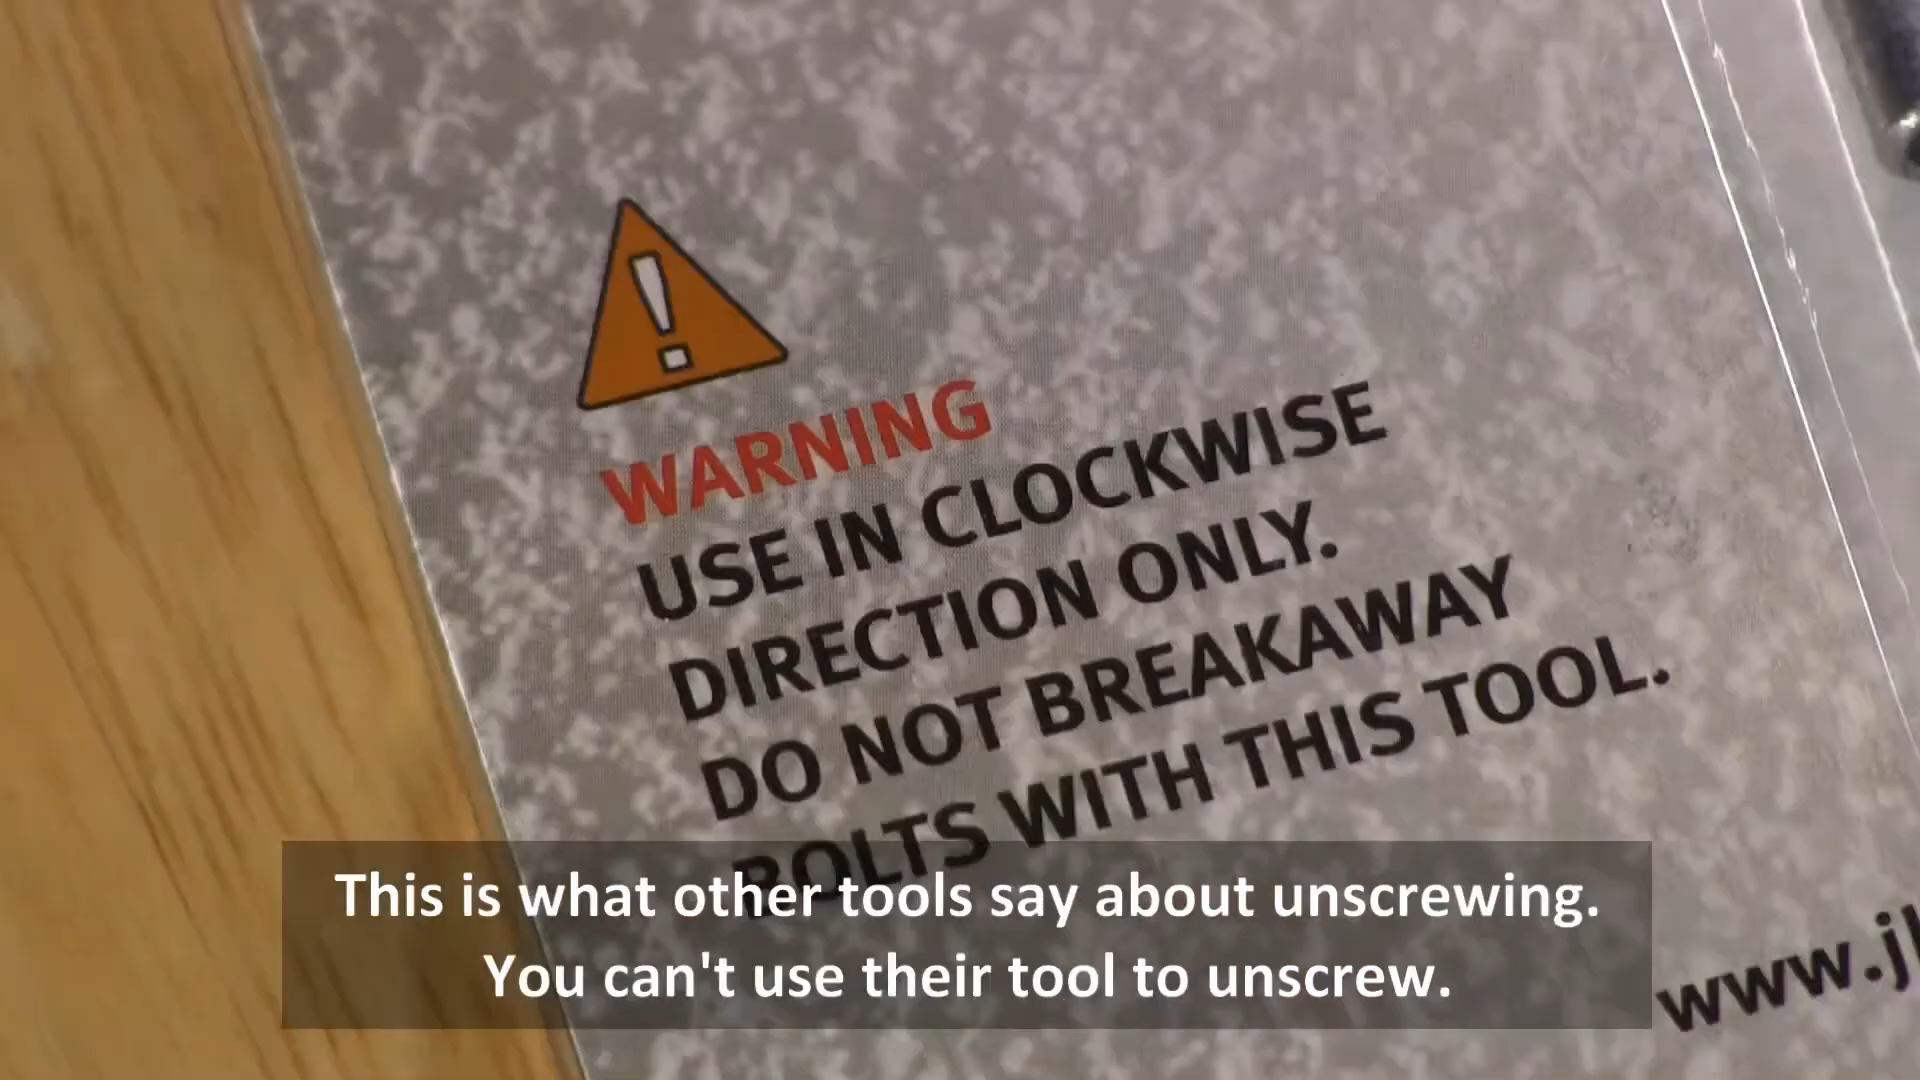 WARNING
USE IN CLOCKWISE
DIRECTION ONLY.
DO NOT BREAKAWAY
BOLTS WITH THIS TOOL.
This is what other tools say about unscrewing.
You can't use their tool to unscrew.